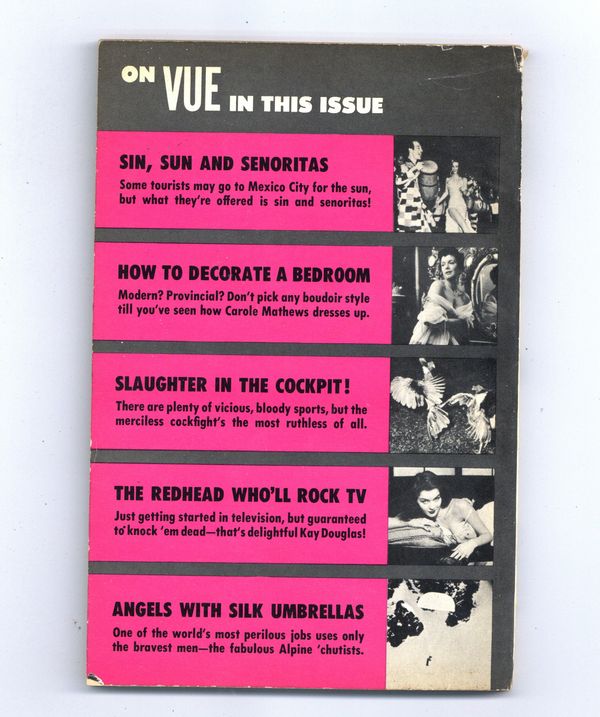 ON VUE IN THIS ISSUE
SIN, SUN AND SENORITAS
Some tourists may go to Mexico City for the sun,
but what they're offered is sin and senoritas!
HOW TO DECORATE A BEDROOM
Modern? Provincial? Don't pick any boudoir style
till you've seen how Carole Mathews dresses up.
SLAUGHTER IN THE COCKPIT!
There are plenty of vicious, bloody sports, but the
merciless cockfight's the most ruthless of all.
THE REDHEAD WHO'LL ROCK TV
Just getting started in television, but guaranteed
to knock 'em dead—that's delightful Kay Douglas!
ANGELS WITH SILK UMBRELLAS
One of the world's most perilous jobs uses only
the bravest men—the fabulous Alpine 'chutists.